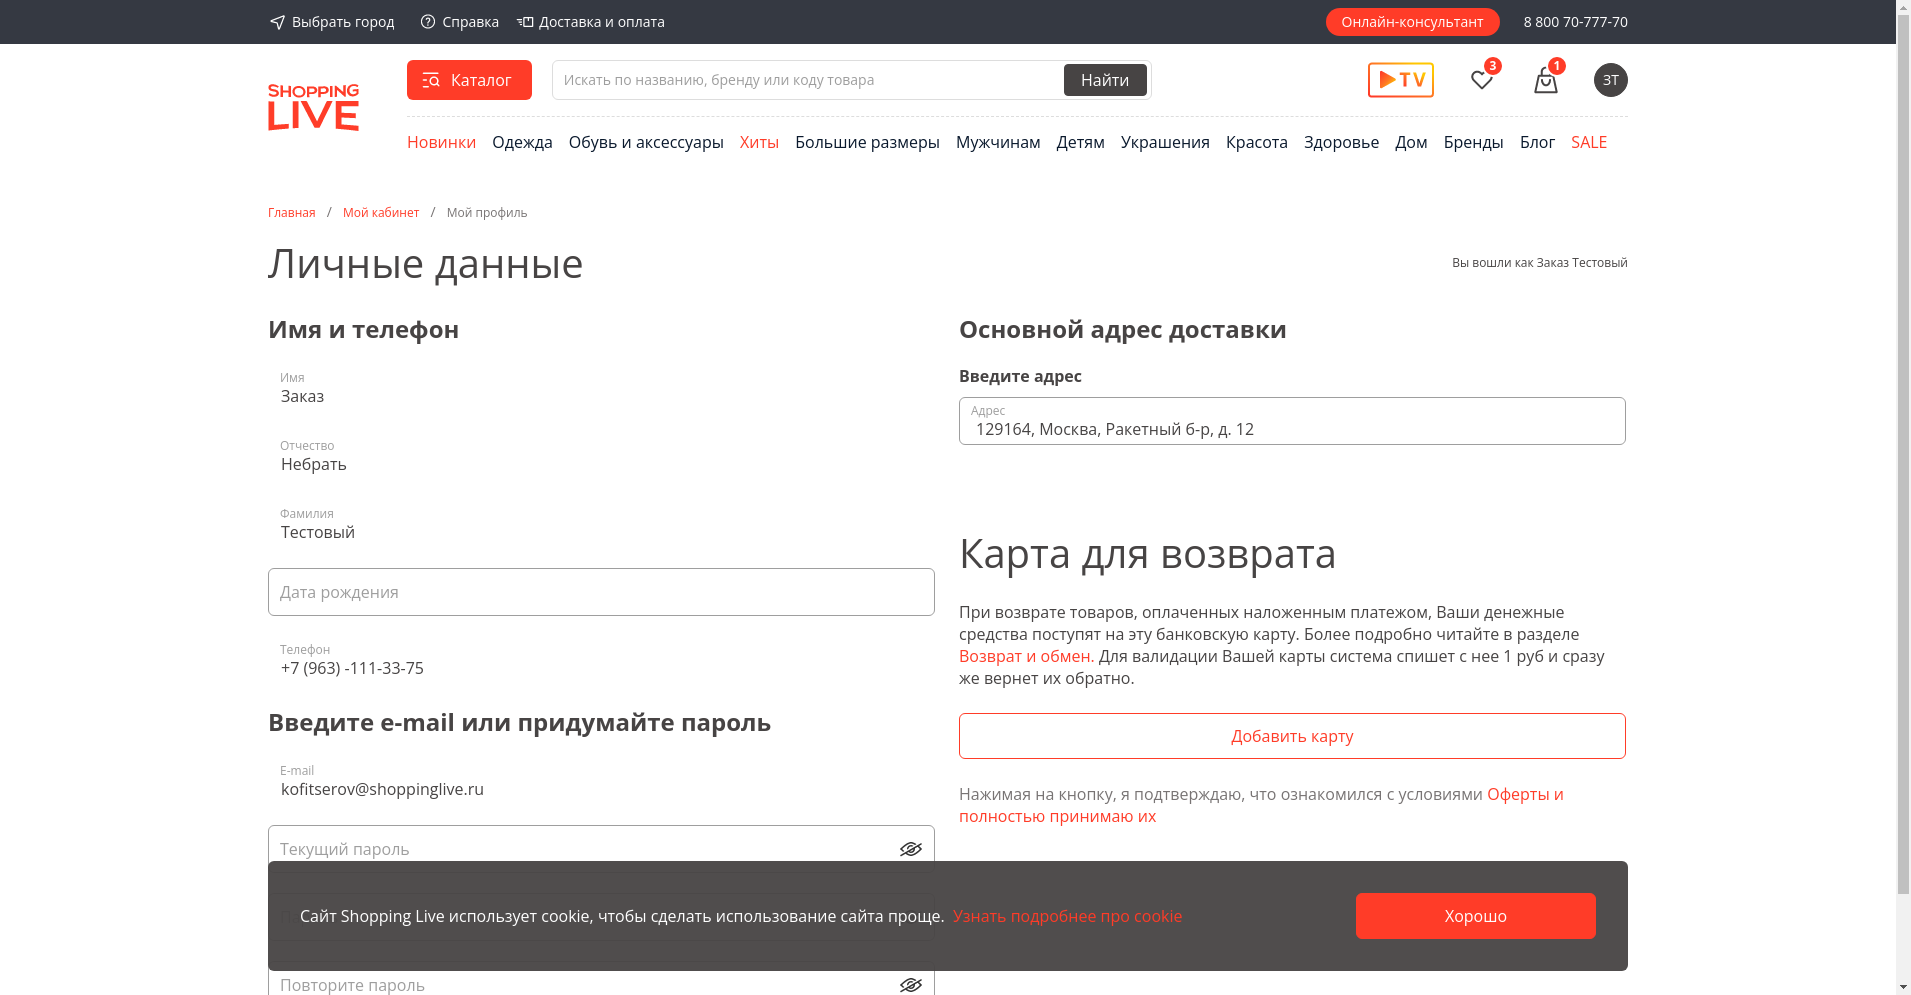 Выбрать город
Справка
Доставка и оплата
Онлайн-консультант
8 800 70-777-70
SHOPPING
LIVE
Каталог
Искать по названию, бренду или коду товара
Найти
TV
3
1
ЗТ
Новинки Одежда Обувь и аксессуары Хиты Большие размеры Мужчинам Детям Украшения Красота Здоровье Дом Бренды Блог SALE
Главная / Мой кабинет / Мой профиль
Личные данные
Вы вошли как Заказ Тестовый
Имя и телефон
Имя
Заказ
Отчество
Небрать
Фамилия
Тестовый
Дата рождения
Телефон
+7 (963) -111-33-75
Введите e-mail или придумайте пароль
E-mail
kofitserov@shoppinglive.ru
Текущий пароль
Основной адрес доставки
Введите адрес
Адрес
129164, Москва, Ракетный б-р, д. 12
Карта для возврата
При возврате товаров, оплаченных наложенным платежом, Ваши денежные
средства поступят на эту банковскую карту. Более подробно читайте в разделе
Возврат и обмен. Для валидации Вашей карты система спишет с нее 1 руб и сразу
же вернет их обратно.
Добавить карту
Нажимая на кнопку, я подтверждаю, что ознакомился с условиями Оферты и
полностью принимаю их
Сайт Shopping Live использует cookie, чтобы сделать использование сайта проще. Узнать подробнее про cookie
Хорошо
Повторите пароль